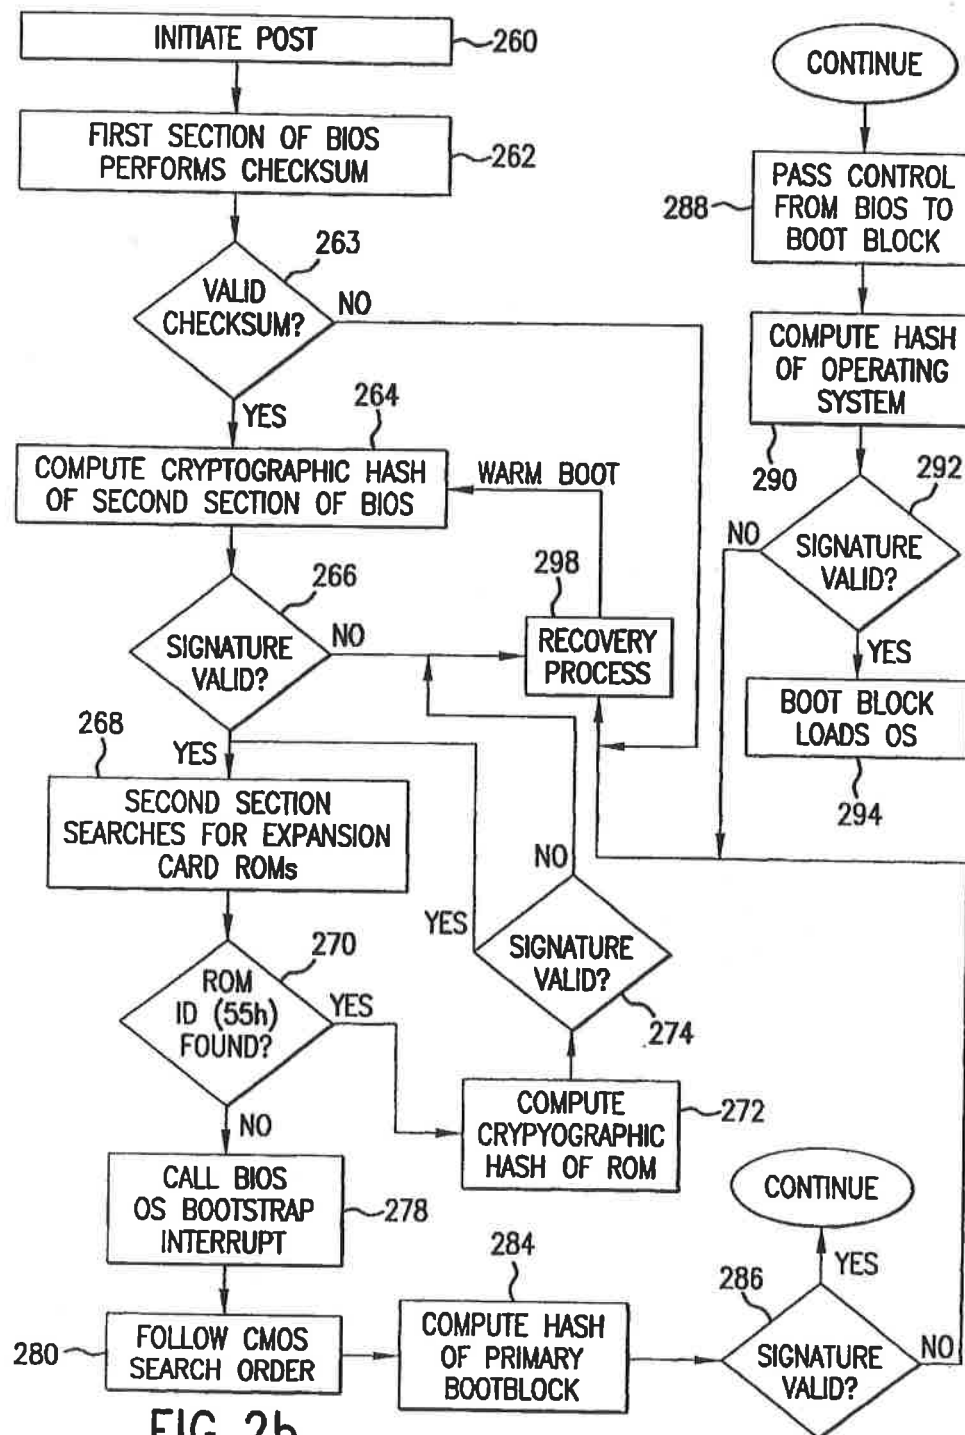 INITIATE POST
260
FIRST SECTION OF BIOS
PERFORMS CHECKSUM
262
263
VALID
CHECKSUM?
NO
YES
264
COMPUTE CRYPTOGRAPHIC HASH
OF SECOND SECTION OF BIOS
WARM BOOT
266
SIGNATURE
VALID?
NO
298
RECOVERY
PROCESS
268
YES
SECOND SECTION
SEARCHES FOR EXPANSION
CARD ROMs
270
ROM
ID (55h)
FOUND?
YES
NO
YES
SIGNATURE
VALID?
274
COMPUTE
CRYPYOGRAPHIC
HASH OF ROM
272
NO
CALL BIOS
OS BOOTSTRAP
INTERRUPT
278
280
FOLLOW CMOS
SEARCH ORDER
284
COMPUTE HASH
OF PRIMARY
BOOTBLOCK
286
SIGNATURE
VALID?
NO
YES
CONTINUE
CONTINUE
288
PASS CONTROL
FROM BIOS TO
BOOT BLOCK
COMPUTE HASH
OF OPERATING
SYSTEM
290
292
NO
SIGNATURE
VALID?
YES
BOOT BLOCK
LOADS OS
294
FIG. 2b